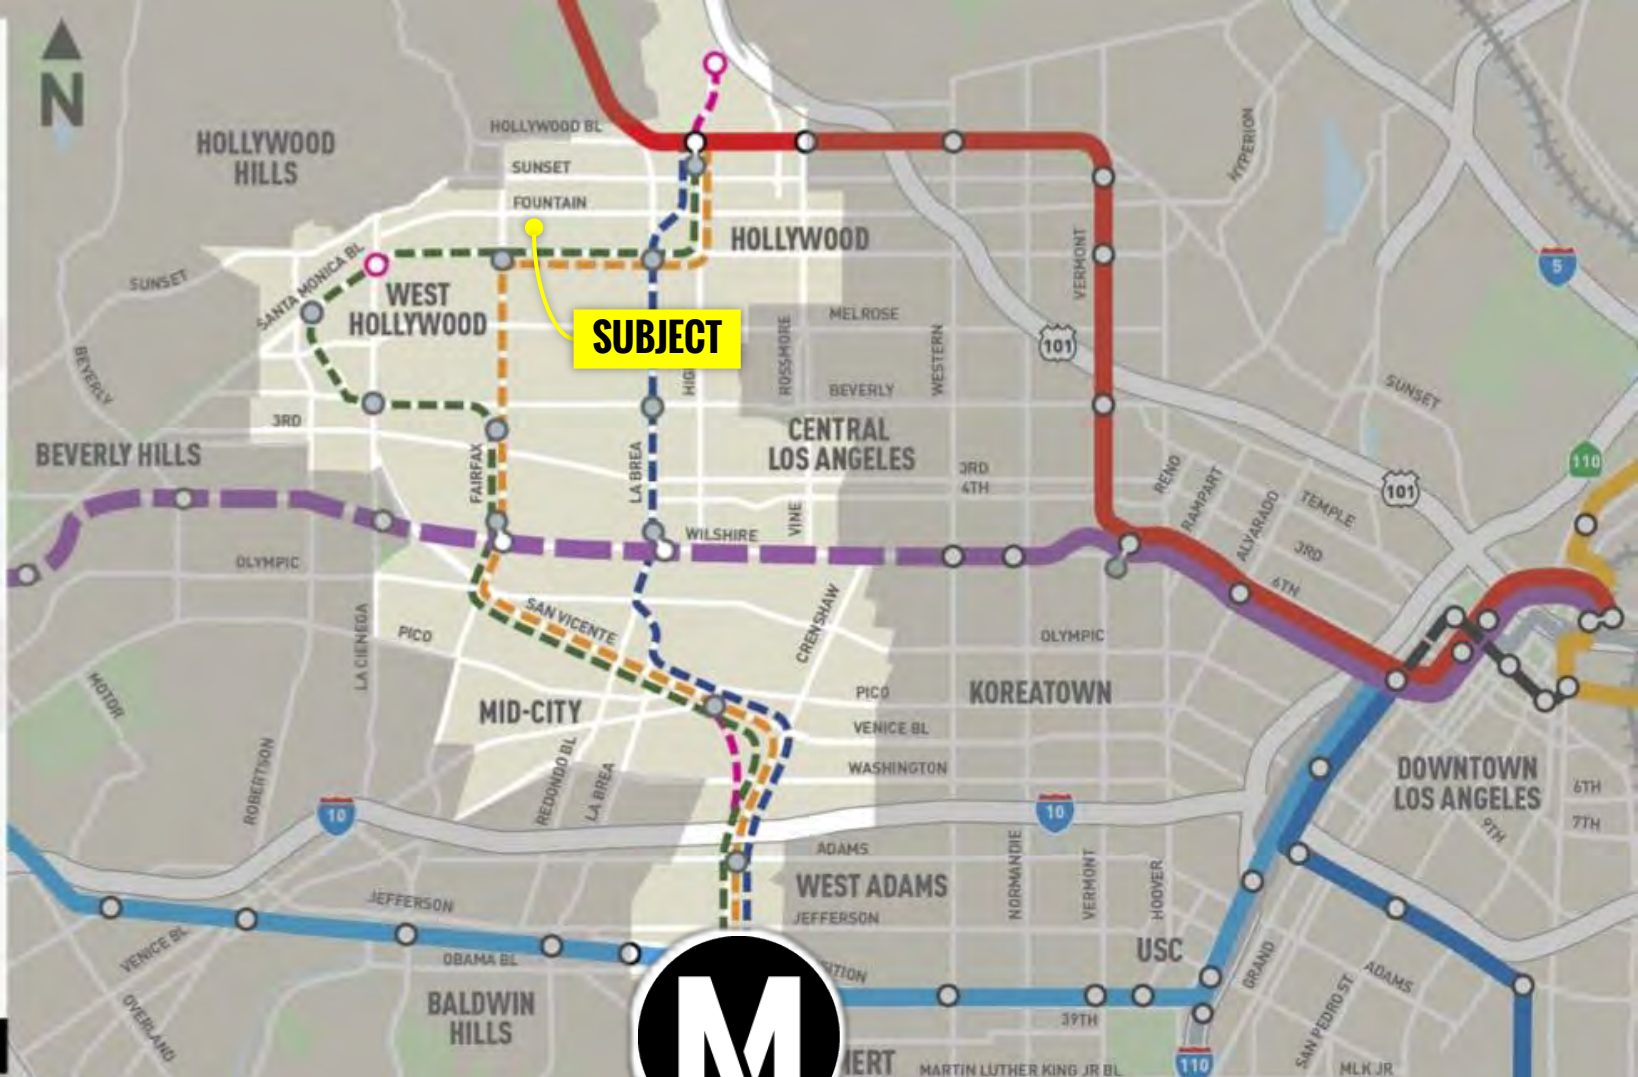 N
HOLLYWOOD
HILLS
HOLLYWOOD BL
SUNSET
FOUNTAIN
HYPERION
HOLLYWOOD
SUNSET
SANTA MONICA BL
WEST
HOLLYWOOD
SUBJECT
MELROSE
VERMONT
5
101
BEVERLY
ROSSMORE
WESTERN
BEVERLY
SUNSET
3RD
BEVERLY HILLS
FAIRFAX
LA BREA
CENTRAL
LOS ANGELES
3RD
4TH
RENO
RAMPART
ALVARADO
TEMPLE
101
110
WILSHIRE
VINE
3RD
6TH
OLYMPIC
LA CIENEGA
PICO
SAN VICENTE
CRENSHAW
OLYMPIC
MOTOR
MID-CITY
PICO
KOREATOWN
VENICE BL
WASHINGTON
ROBERTSON
REDONDO BL
LA BREA
DOWNTOWN
LOS ANGELES
6TH
7TH
9TH
10
10
ADAMS
WEST ADAMS
JEFFERSON
NORMANDIE
VERMONT
HOOVER
JEFFERSON
VENICE BL
OBAMA BL
USC
GRAND
ADAMS
SAN PEDRO ST
OVERLAND
BALDWIN
HILLS
M
39TH
110
MARTIN LUTHER KING JR BL
MLK JR